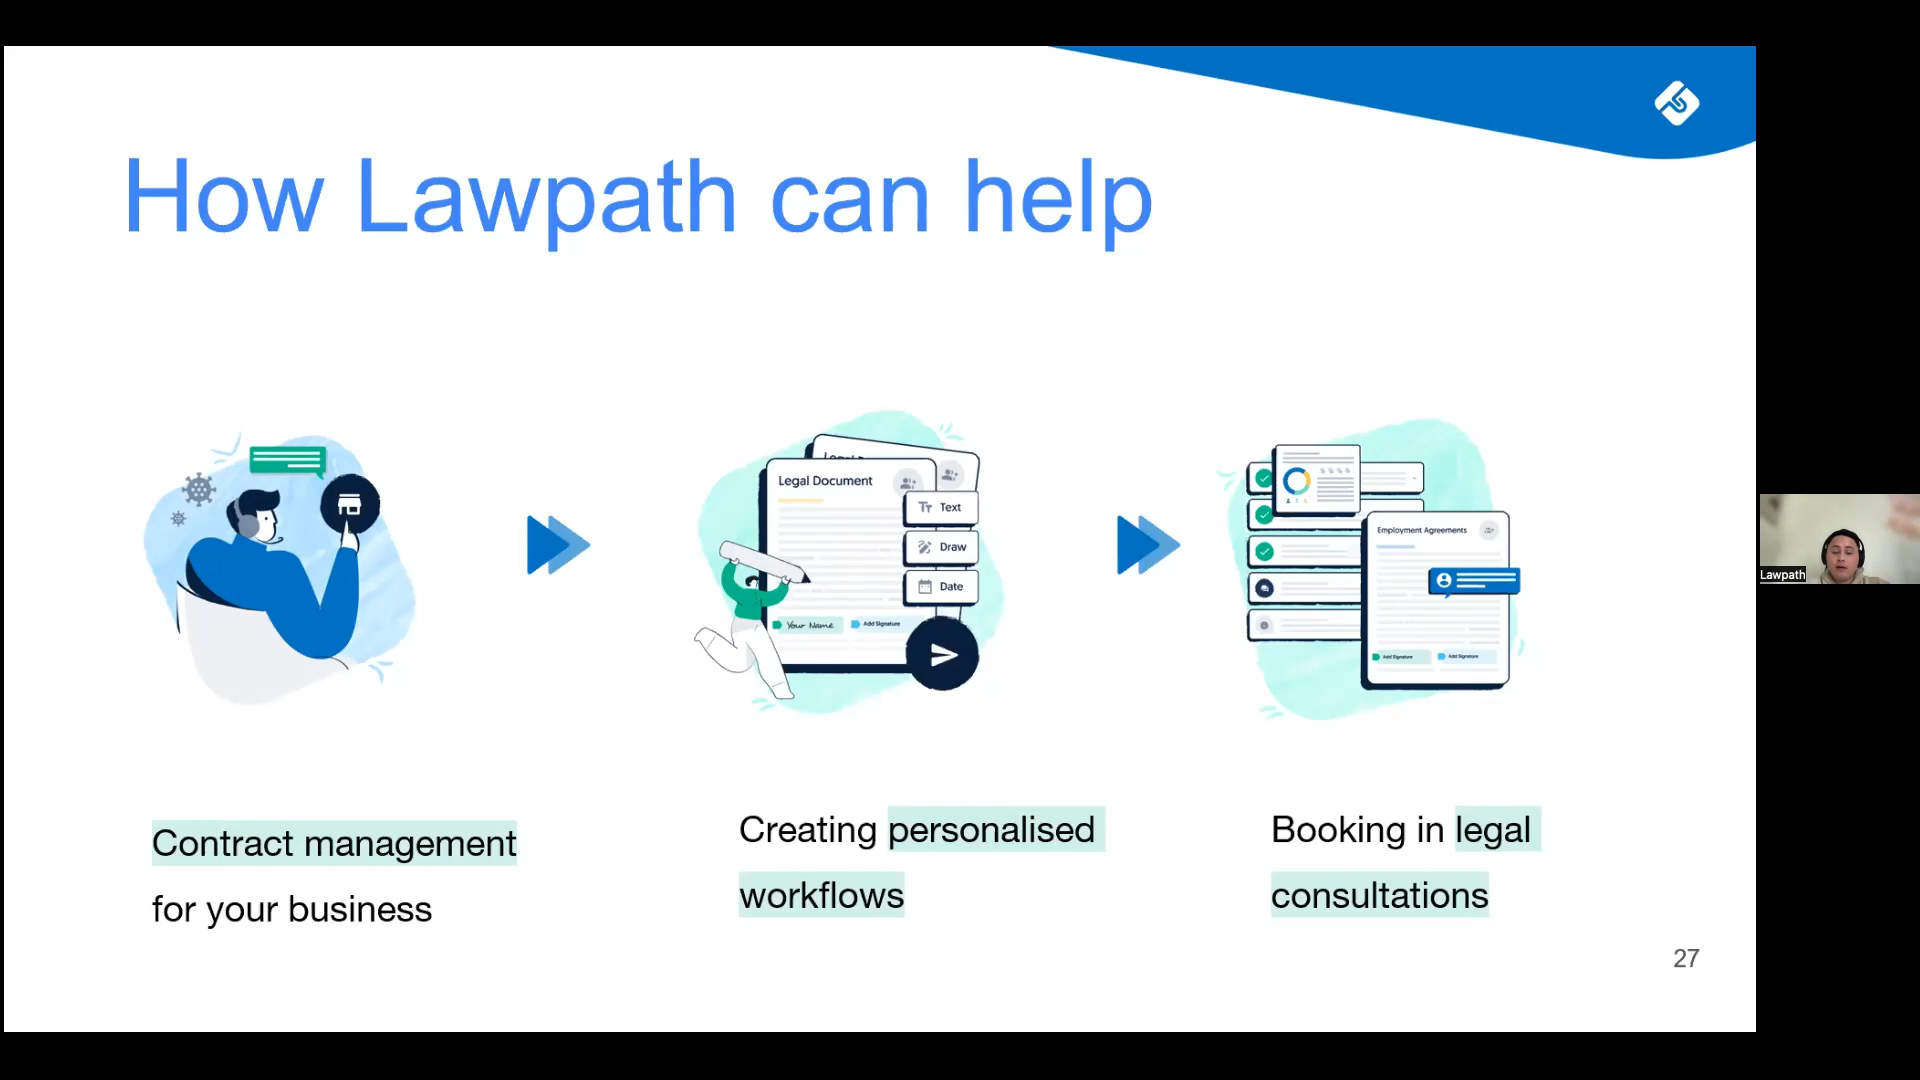 How Lawpath can help
Legal D
Legal Document
Text
Draw
Date
Your Name
Add Signature
Employment Agreements
Add Signature
Add Signature
Contract management
for your business
Creating personalised
workflows
Booking in legal
consultations
27
Lawpath